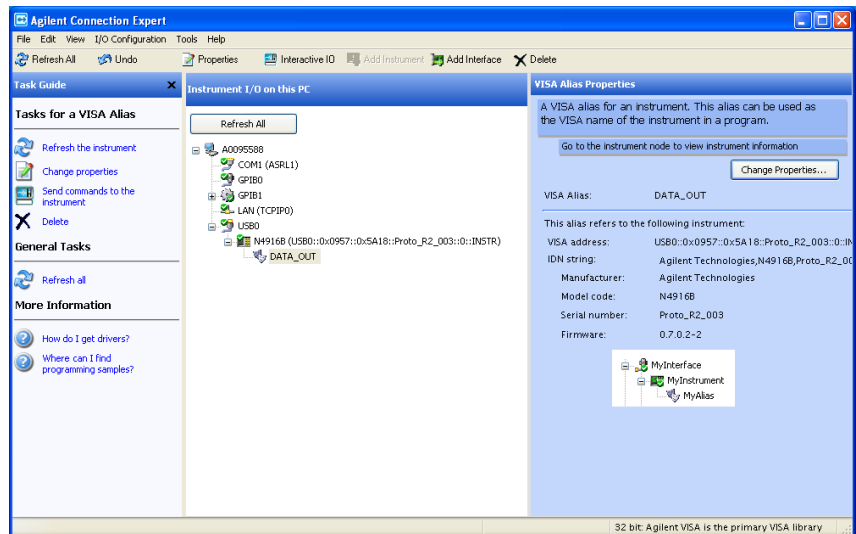 Agilent Connection Expert
File Edit View I/O Configuration Tools Help
Refresh All Undo Properties Interactive IO Add Instrument Add Interface Delete
Task Guide
Tasks for a VISA Alias
Refresh the instrument
Change properties
Send commands to the
instrument
Delete
General Tasks
Refresh all
More Information
How do I get drivers?
Where can I find
programming samples?
Instrument I/O on this PC
Refresh All
A0095588
COM1 (ASRL1)
GPIB0
GPIB1
LAN (TCPIP0)
USB0
N4916B (USB0::0x0957::0x5A18::Proto_R2_003::0::INSTR)
DATA_OUT
VISA Alias Properties
A VISA alias for an instrument. This alias can be used as
the VISA name of the instrument in a program.
Go to the instrument node to view instrument information
Change Properties...
VISA Alias: DATA_OUT
This alias refers to the following instrument:
VISA address: USB0::0x0957::0x5A18::Proto_R2_003::0::IN
IDN string: Agilent Technologies,N4916B,Proto_R2_00
Manufacturer: Agilent Technologies
Model code: N4916B
Serial number: Proto_R2_003
Firmware: 0.7.0.2-2
MyInterface
MyInstrument
MyAlias
32 bit: Agilent VISA is the primary VISA library